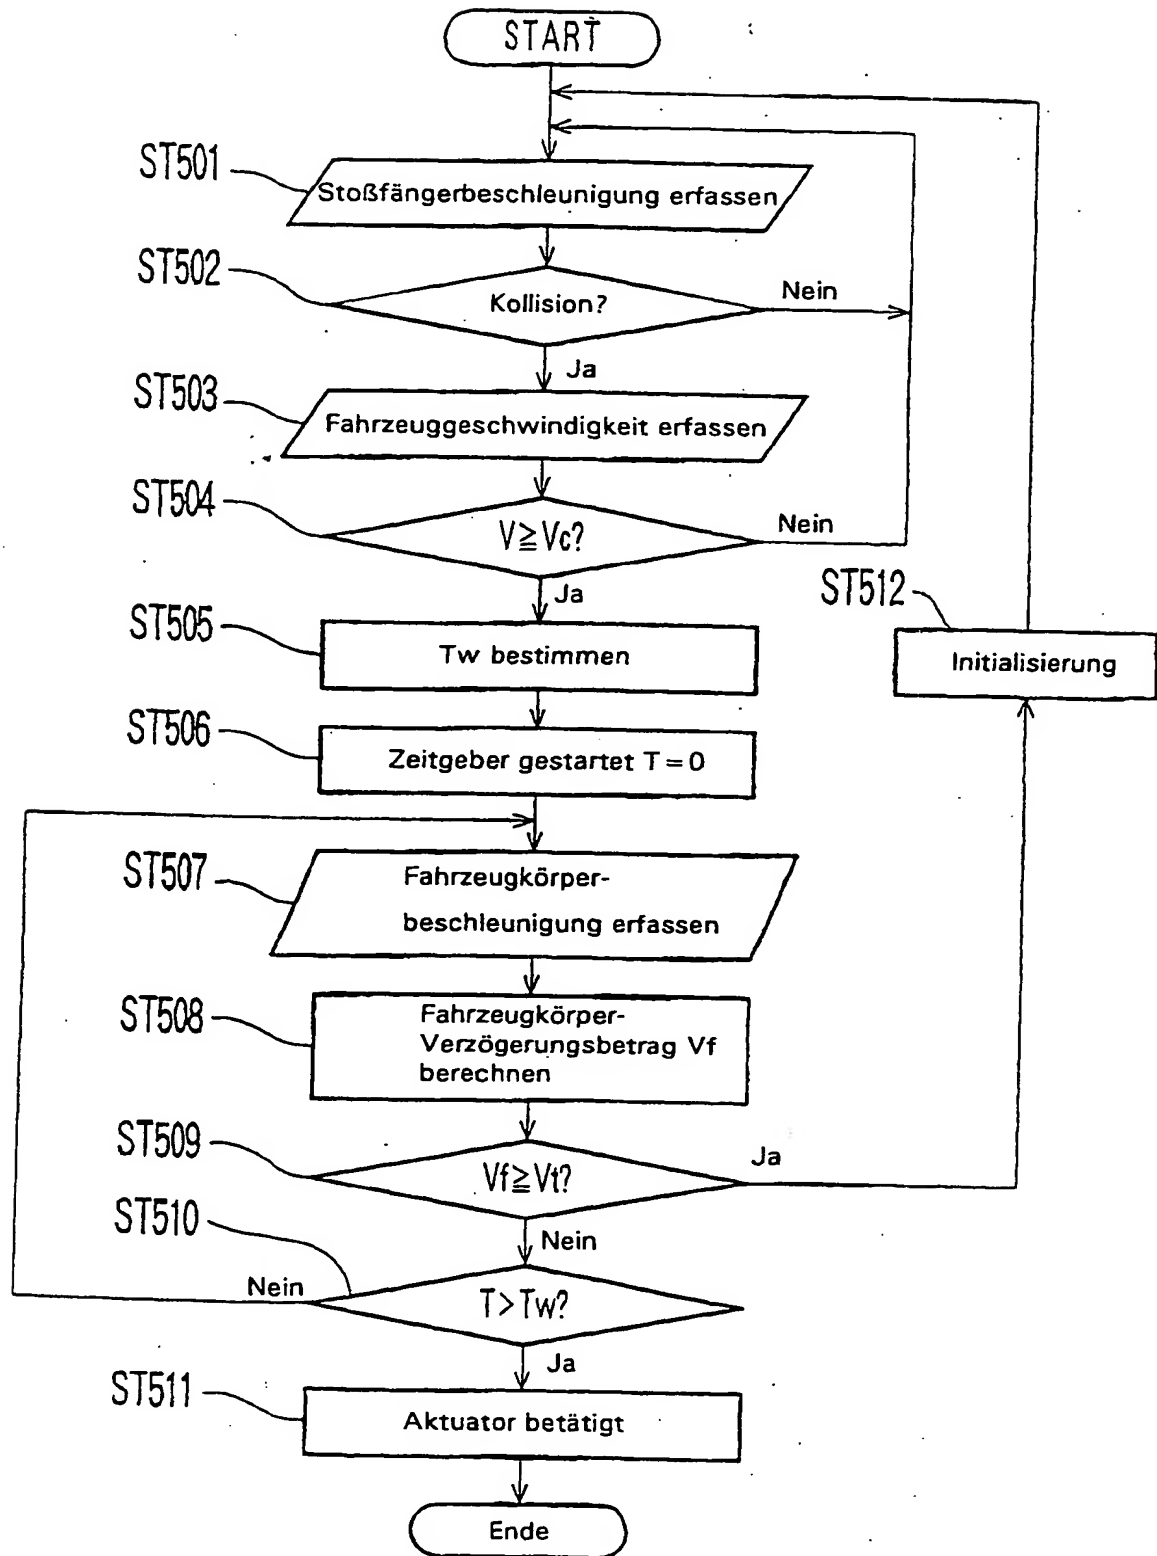 START
ST501
Stoßfängerbeschleunigung erfassen
ST502
Kollision?
Nein
Ja
ST503
Fahrzeuggeschwindigkeit erfassen
ST504
V≧Vc?
Nein
Ja
ST505
Tw bestimmen
ST512
Initialisierung
ST506
Zeitgeber gestartet T=0
ST507
Fahrzeugkörper-
beschleunigung erfassen
ST508
Fahrzeugkörper-
Verzögerungsbetrag Vf
berechnen
ST509
Vf≧Vt?
Ja
Nein
ST510
Nein
T>Tw?
Ja
ST511
Aktuator betätigt
Ende